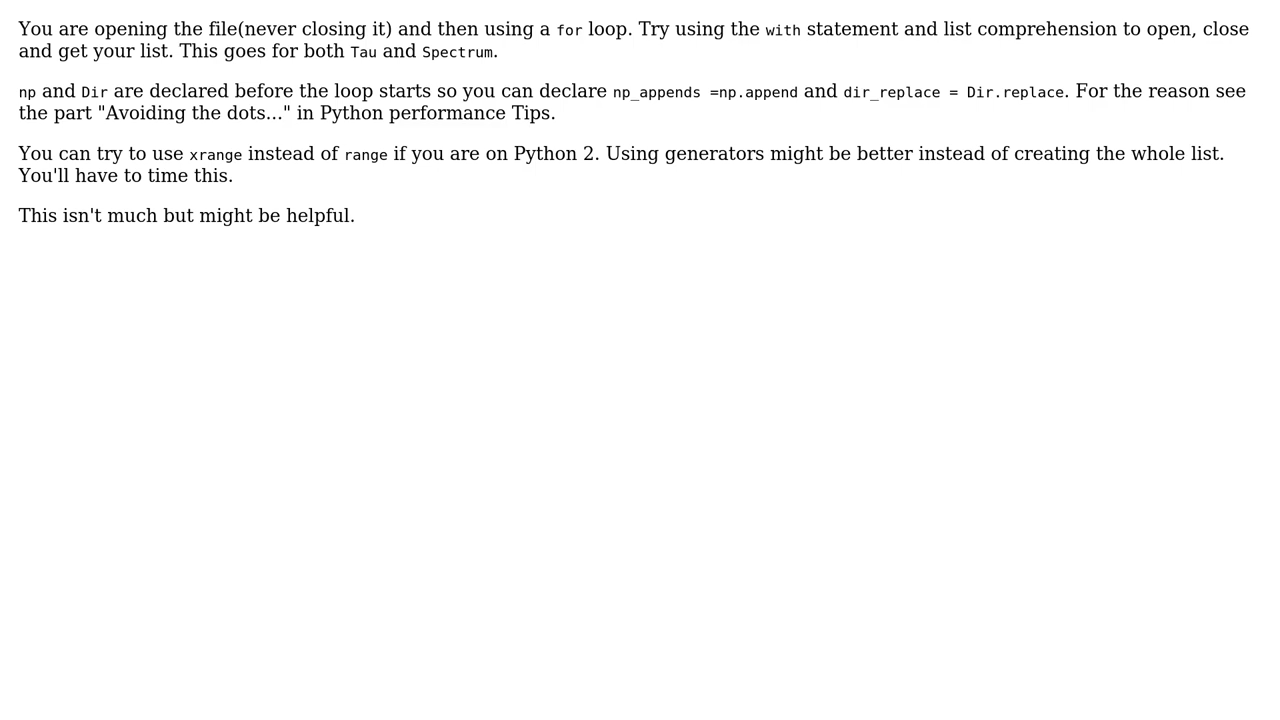 You are opening the file(never closing it) and then using a for loop. Try using the with statement and list comprehension to open, close
and get your list. This goes for both Tau and Spectrum.
np and Dir are declared before the loop starts so you can declare np_appends =np.append and dir_replace = Dir.replace. For the reason see
the part "Avoiding the dots..." in Python performance Tips.
You can try to use xrange instead of range if you are on Python 2. Using generators might be better instead of creating the whole list.
You'll have to time this.
This isn't much but might be helpful.